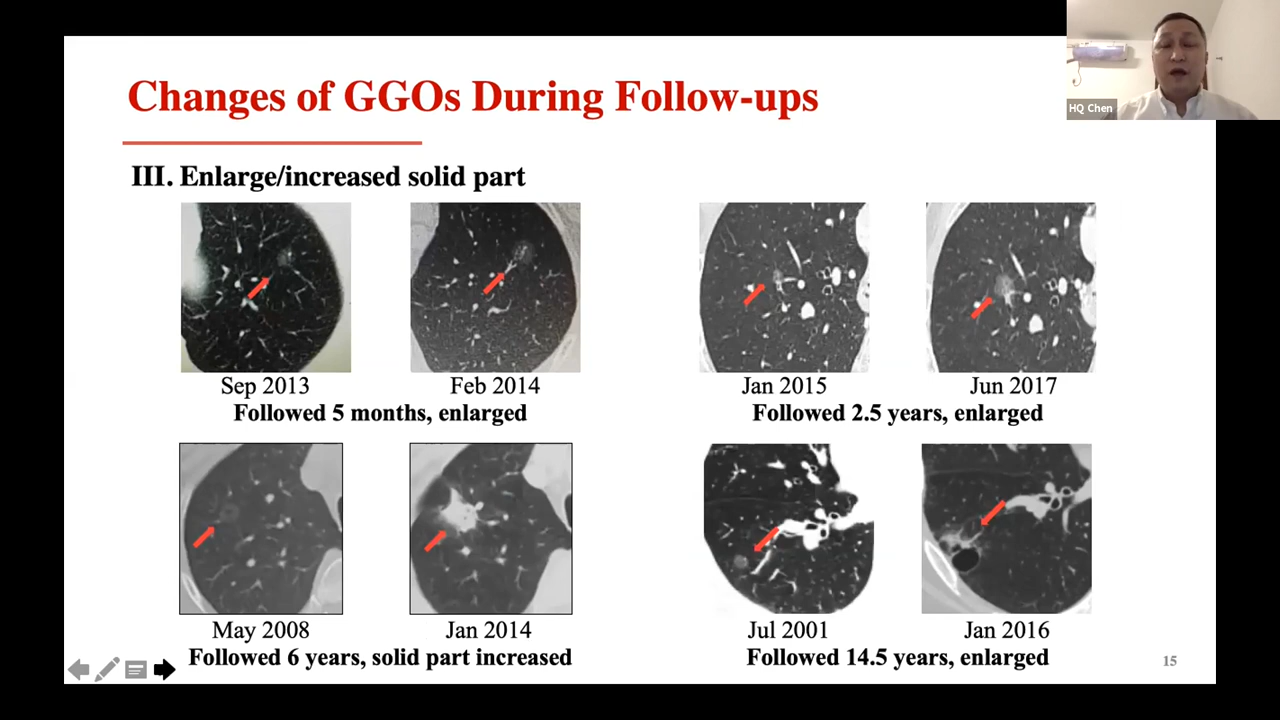 HQ Chen
Changes of GGOs During Follow-ups
III. Enlarge/increased solid part
Sep 2013
Feb 2014
Followed 5 months, enlarged
Jan 2015
Jun 2017
Followed 2.5 years, enlarged
May 2008
Jan 2014
Followed 6 years, solid part increased
Jul 2001
Jan 2016
Followed 14.5 years, enlarged
15